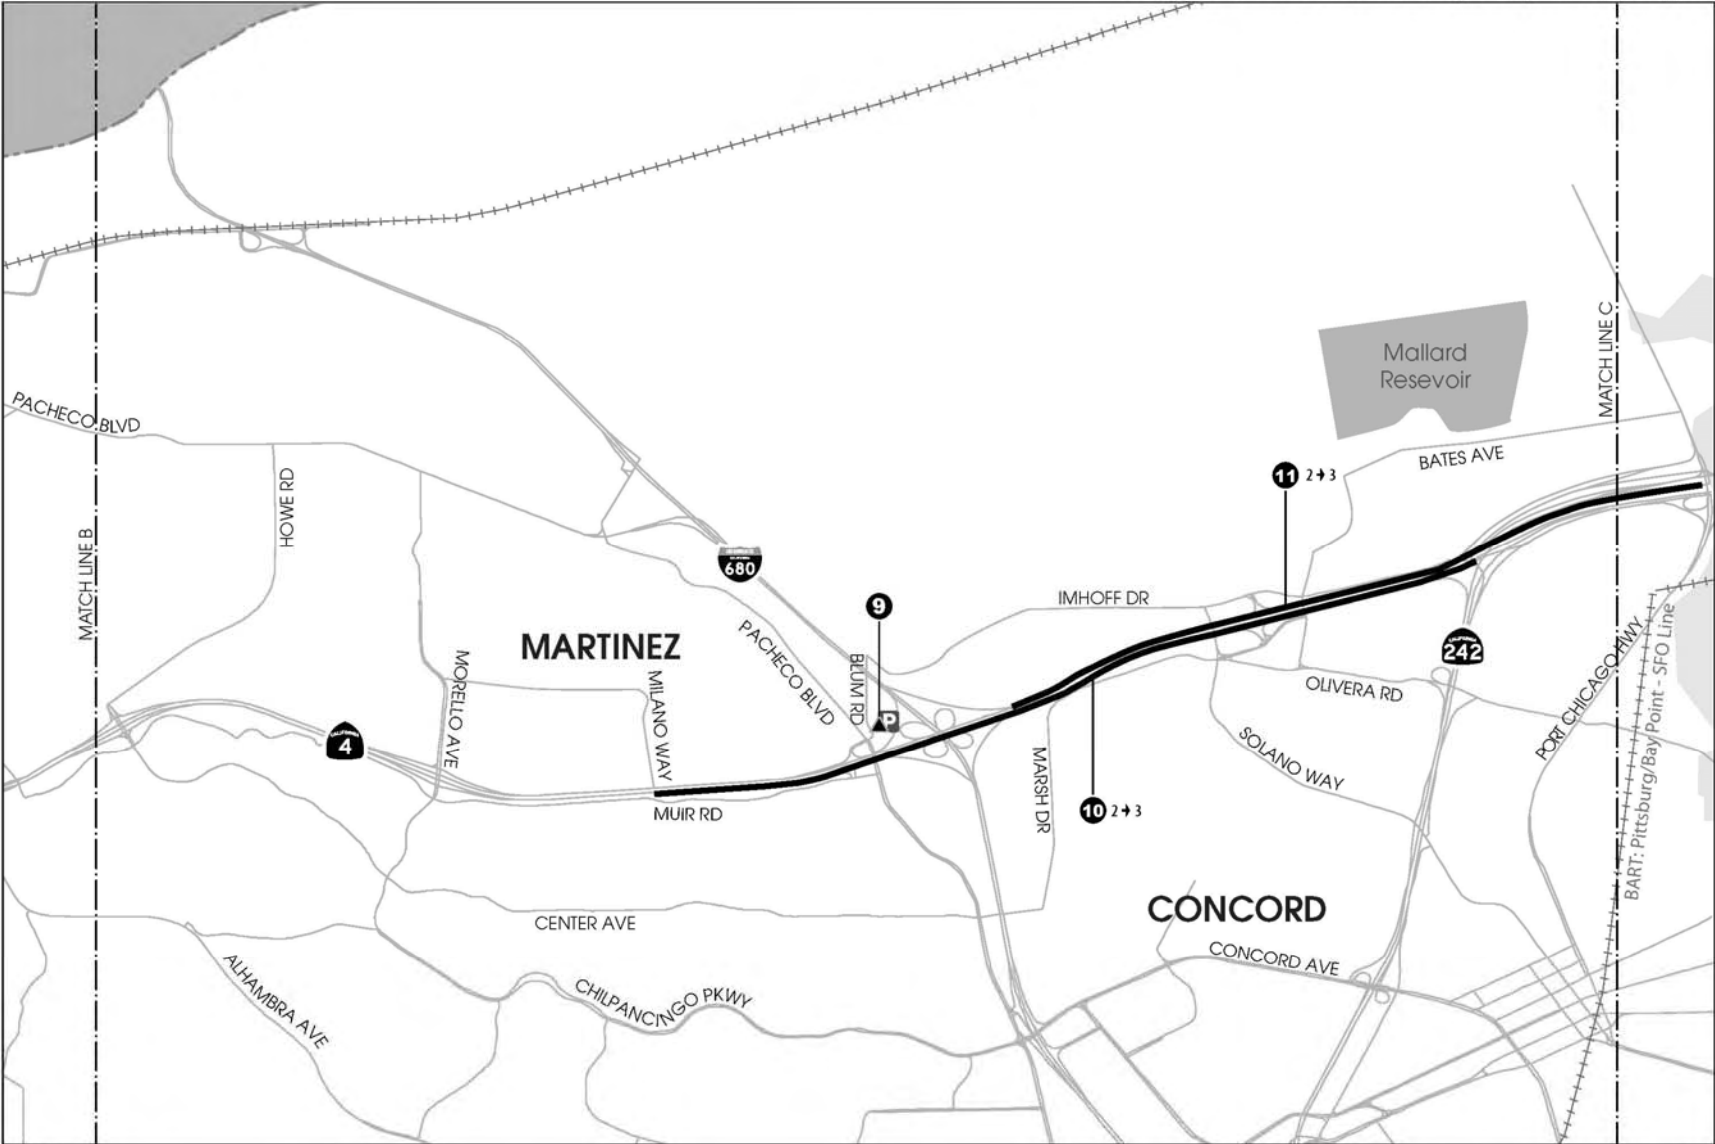 MATCH LINE C
Mallard
Resevoir
PACHECO BLVD
BATES AVE
HOWE RD
11 2→3
MATCH LINE B
680
IMHOFF DR
9
MARTINEZ
PACHECO BLVD
BLUM RD
MORELLO AVE
MILANO WAY
CALIFORNIA
242
OLIVERA RD
PORT CHICAGO HWY
BART: Pittsburg/Bay Point - SFO Line
P
CALIFORNIA
4
SOLANO WAY
MARSH DR
MUIR RD
10 2→3
CONCORD
CENTER AVE
CONCORD AVE
ALHAMBRA AVE
CHILPANCINGO PKWY